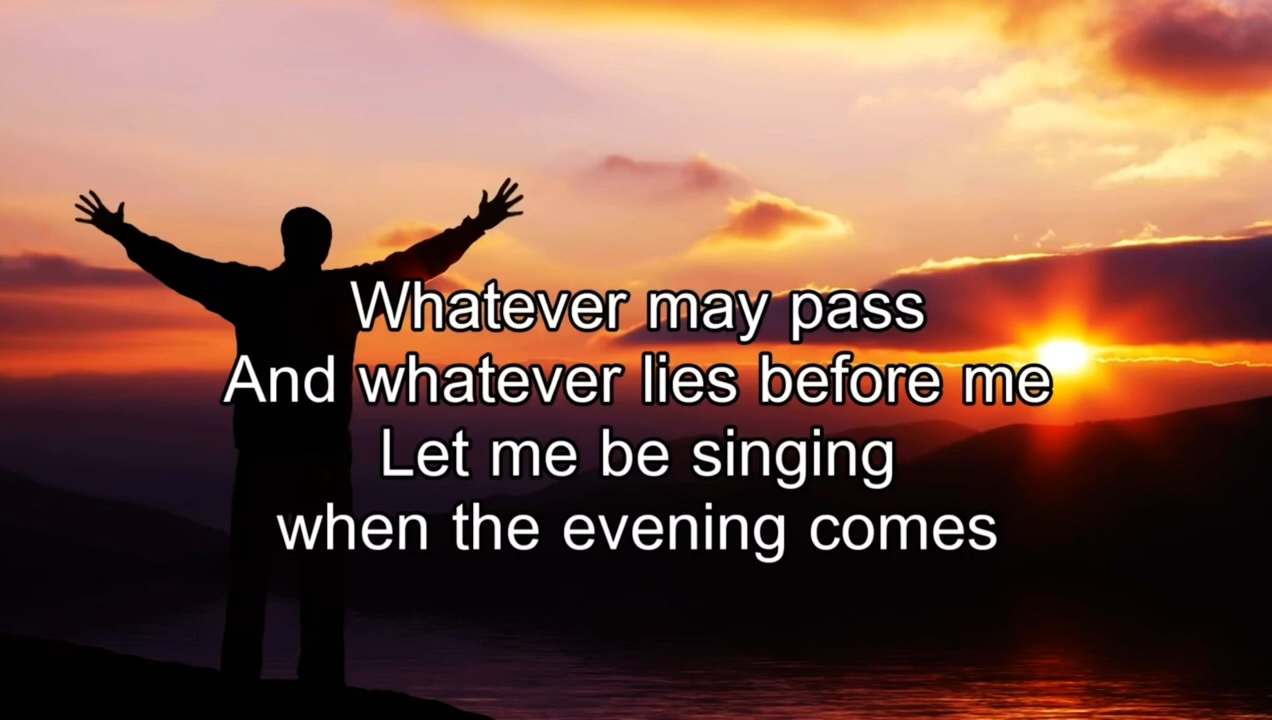 Whatever may pass
And whatever lies before me
Let me be singing
when the evening comes